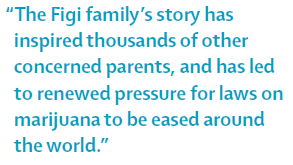 “The Figi family’s story has
inspired thousands of other
concerned parents, and has led
to renewed pressure for laws on
marijuana to be eased around
the world.”